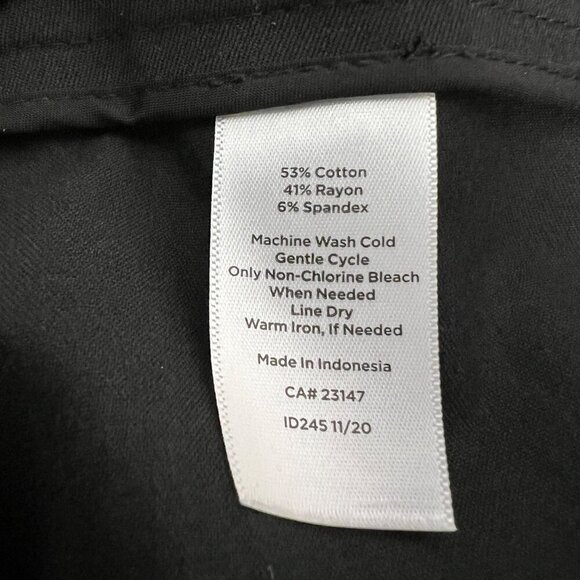 53% Cotton
41% Rayon
6% Spandex
Machine Wash Cold
Gentle Cycle
Only Non-Chlorine Bleach
When Needed
Line Dry
Warm Iron, If Needed
Made In Indonesia
CA# 23147
ID245 11/20